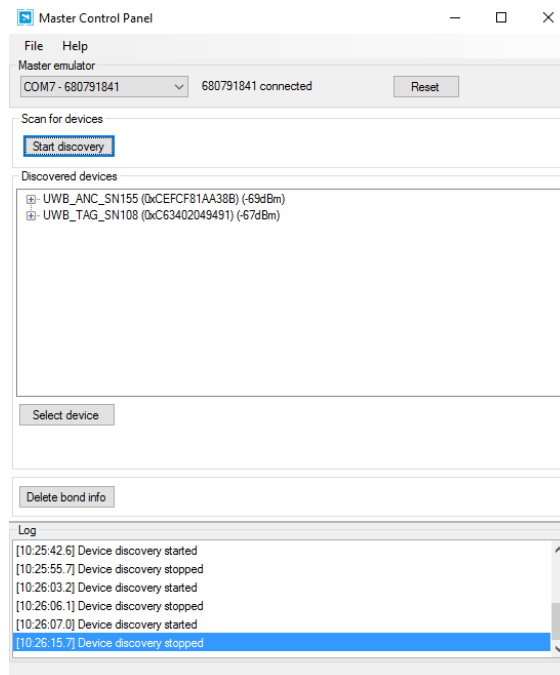 Master Control Panel
File Help
Master emulator
COM7 - 680791841 680791841 connected Reset
Scan for devices
Start discovery
Discovered devices
UWB_ANC_SN155 (0xCEFCF81AA38B) (-69dBm)
UWB_TAG_SN108 (0xC63402049491) (-67dBm)
Select device
Delete bond info
Log
[10:25:42.6] Device discovery started
[10:25:55.7] Device discovery stopped
[10:26:03.2] Device discovery started
[10:26:06.1] Device discovery stopped
[10:26:07.0] Device discovery started
[10:26:15.7] Device discovery stopped